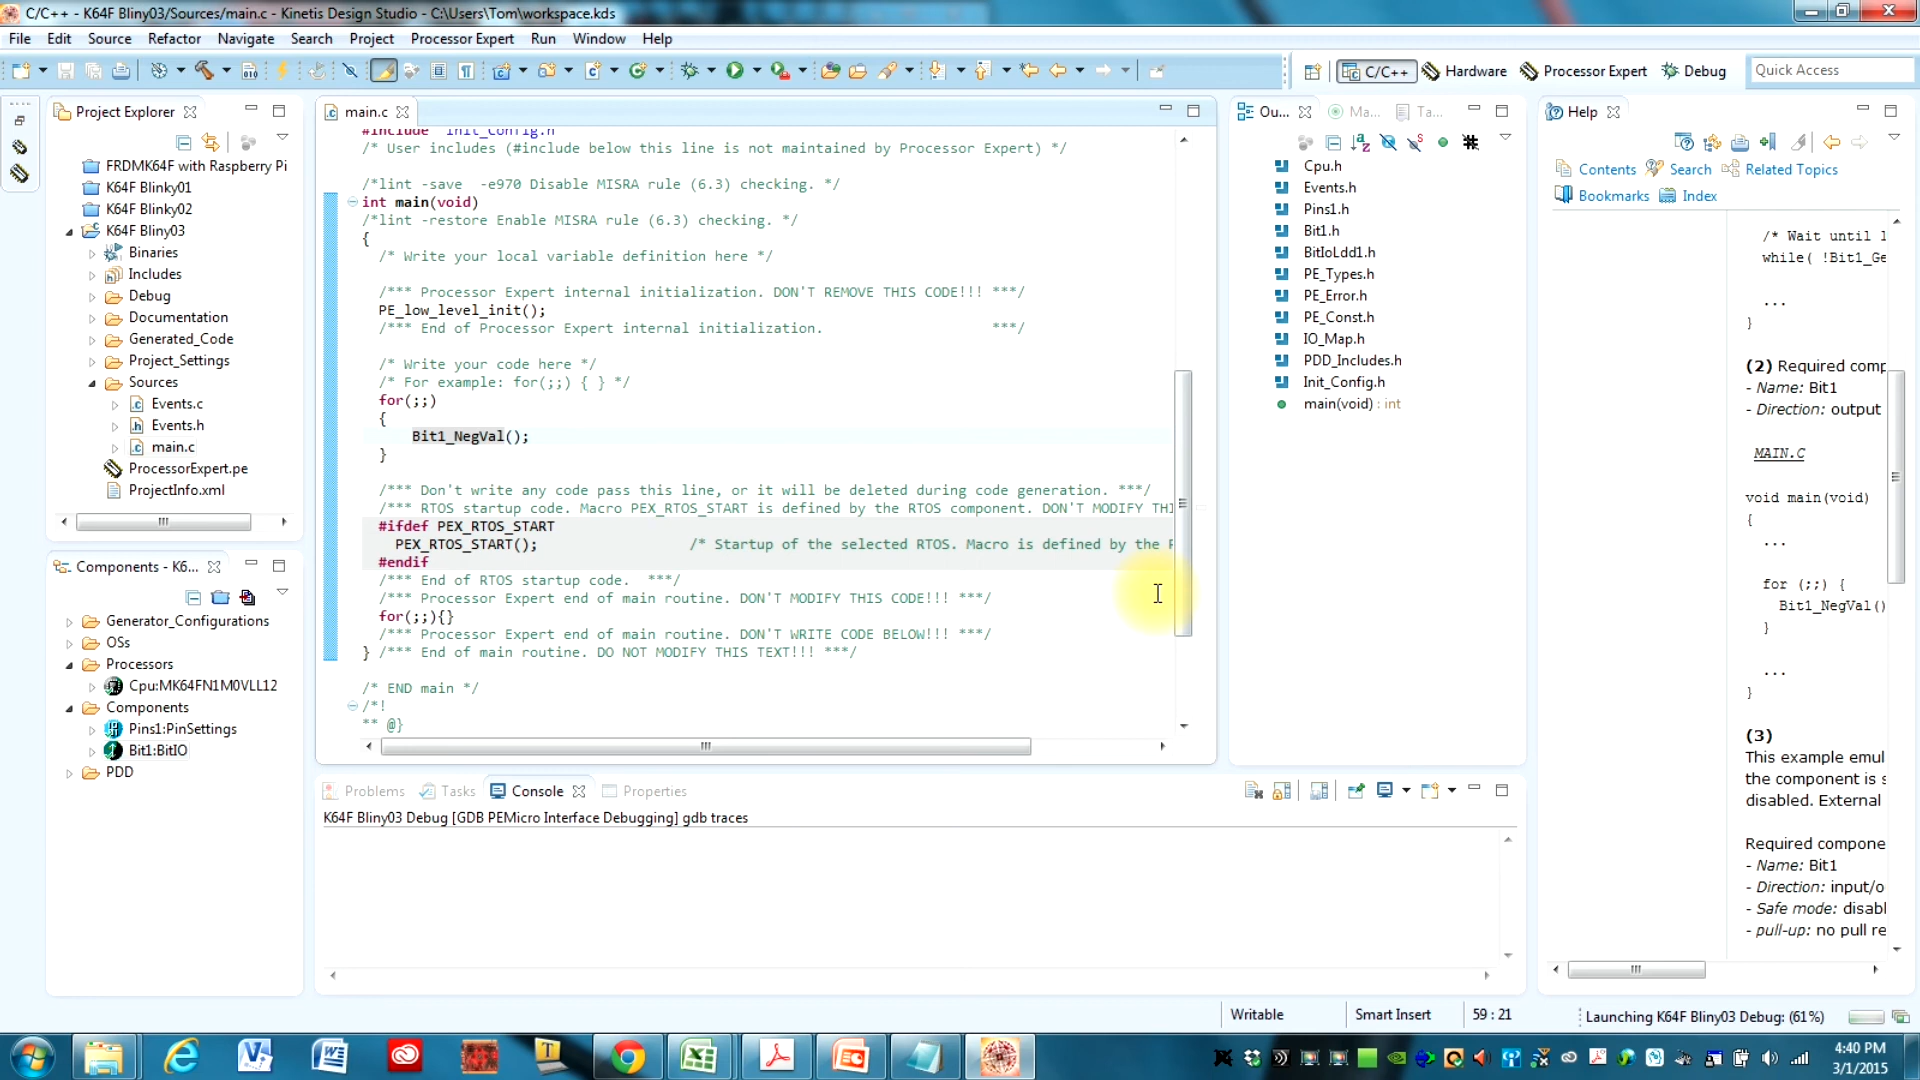 C/C++ - K64F Bliny03/Sources/main.c - Kinetis Design Studio - C:\Users\Tom\workspace.kds
File Edit Source Refactor Navigate Search Project Processor Expert Run Window Help
C/C++ Hardware Processor Expert Debug Quick Access
Project Explorer
FRDMK64F with Raspberry Pi
K64F Blinky01
K64F Blinky02
K64F Bliny03
Binaries
Includes
Debug
Documentation
Generated_Code
Project_Settings
Sources
Events.c
Events.h
main.c
ProcessorExpert.pe
ProjectInfo.xml
Components - K6...
Generator_Configurations
OSs
Processors
Cpu:MK64FN1M0VLL12
Components
Pins1:PinSettings
Bit1:BitIO
PDD
main.c
#include "Init_Config.h"
/* User includes (#include below this line is not maintained by Processor Expert) */
/*lint -save  -e970 Disable MISRA rule (6.3) checking. */
int main(void)
/*lint -restore Enable MISRA rule (6.3) checking. */
{
/* Write your local variable definition here */
/*** Processor Expert internal initialization. DON'T REMOVE THIS CODE!!! ***/
PE_low_level_init();
/*** End of Processor Expert internal initialization. ***/
/* Write your code here */
/* For example: for(;;) { } */
for(;;)
{
Bit1_NegVal();
}
/*** Don't write any code pass this line, or it will be deleted during code generation. ***/
/*** RTOS startup code. Macro PEX_RTOS_START is defined by the RTOS component. DON'T MODIFY THI
#ifdef PEX_RTOS_START
PEX_RTOS_START(); /* Startup of the selected RTOS. Macro is defined by the R
#endif
/*** End of RTOS startup code.  ***/
/*** Processor Expert end of main routine. DON'T MODIFY THIS CODE!!! ***/
for(;;){}
/*** Processor Expert end of main routine. DON'T WRITE CODE BELOW!!! ***/
} /*** End of main routine. DO NOT MODIFY THIS TEXT!!! ***/
/* END main */
/*!
** @}
Problems Tasks Console Properties
K64F Bliny03 Debug [GDB PEMicro Interface Debugging] gdb traces
Ou... Ma... Ta...
Cpu.h
Events.h
Pins1.h
Bit1.h
BitIoLdd1.h
PE_Types.h
PE_Error.h
PE_Const.h
IO_Map.h
PDD_Includes.h
Init_Config.h
main(void) : int
Help
Contents Search Related Topics
Bookmarks Index
/* Wait until l
while( !Bit1_Ge
...
}
(2) Required comp
- Name: Bit1
- Direction: output
MAIN.C
void main(void)
{
...
for (;;) {
Bit1_NegVal()
}
...
}
(3)
This example emul
the component is s
disabled. External
Required compone
- Name: Bit1
- Direction: input/o
- Safe mode: disabl
- pull-up: no pull re
Writable Smart Insert 59 : 21 Launching K64F Bliny03 Debug: (61%)
4:40 PM
3/1/2015